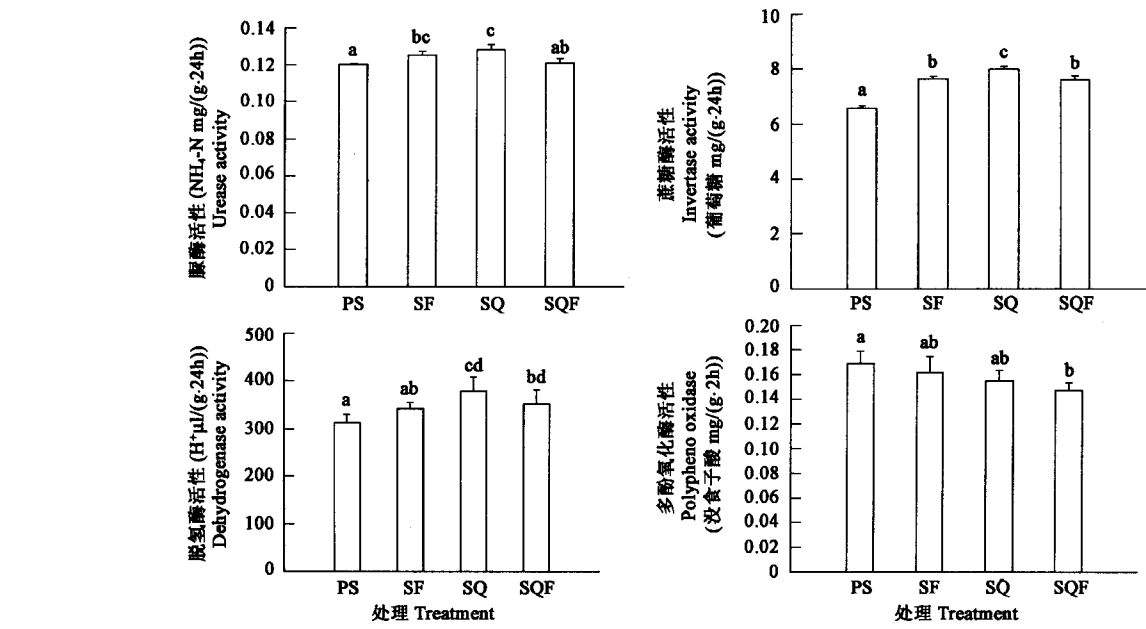 脲酶活性 (NH₄-N mg/(g·24h))
Urease activity
0.14
0.12
0.10
0.08
0.06
0.04
0.02
0
a
bc
c
ab
PS
SF
SQ
SQF
蔗糖酶活性
Invertase activity
(葡萄糖 mg/(g·24h))
10
8
6
4
2
0
a
b
c
b
PS
SF
SQ
SQF
脱氢酶活性 (H⁺μl/(g·24h))
Dehydrogenase activity
500
400
300
200
100
0
a
ab
cd
bd
PS
SF
SQ
SQF
处理 Treatment
多酚氧化酶活性
Polypheno oxidase
(没食子酸 mg/(g·2h))
0.20
0.18
0.16
0.14
0.12
0.10
0.08
0.06
0.04
0.02
0
a
ab
ab
b
PS
SF
SQ
SQF
处理 Treatment